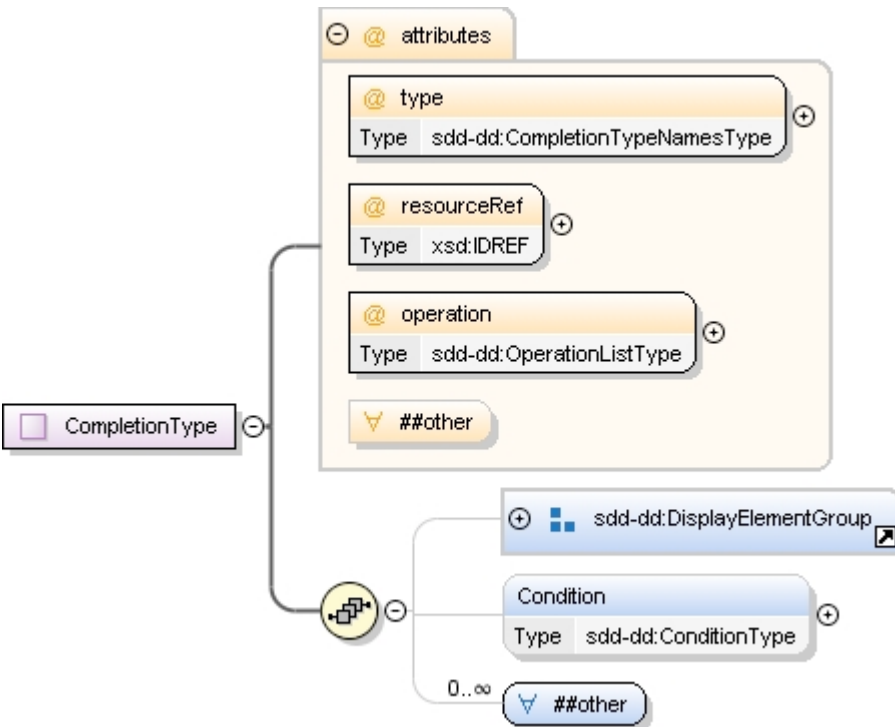 @ attributes
@ type
Type sdd-dd:CompletionTypeNamesType
@ resourceRef
Type xsd:IDREF
@ operation
Type sdd-dd:OperationListType
∀ ##other
CompletionType
sdd-dd:DisplayElementGroup
Condition
Type sdd-dd:ConditionType
0..∞
∀ ##other